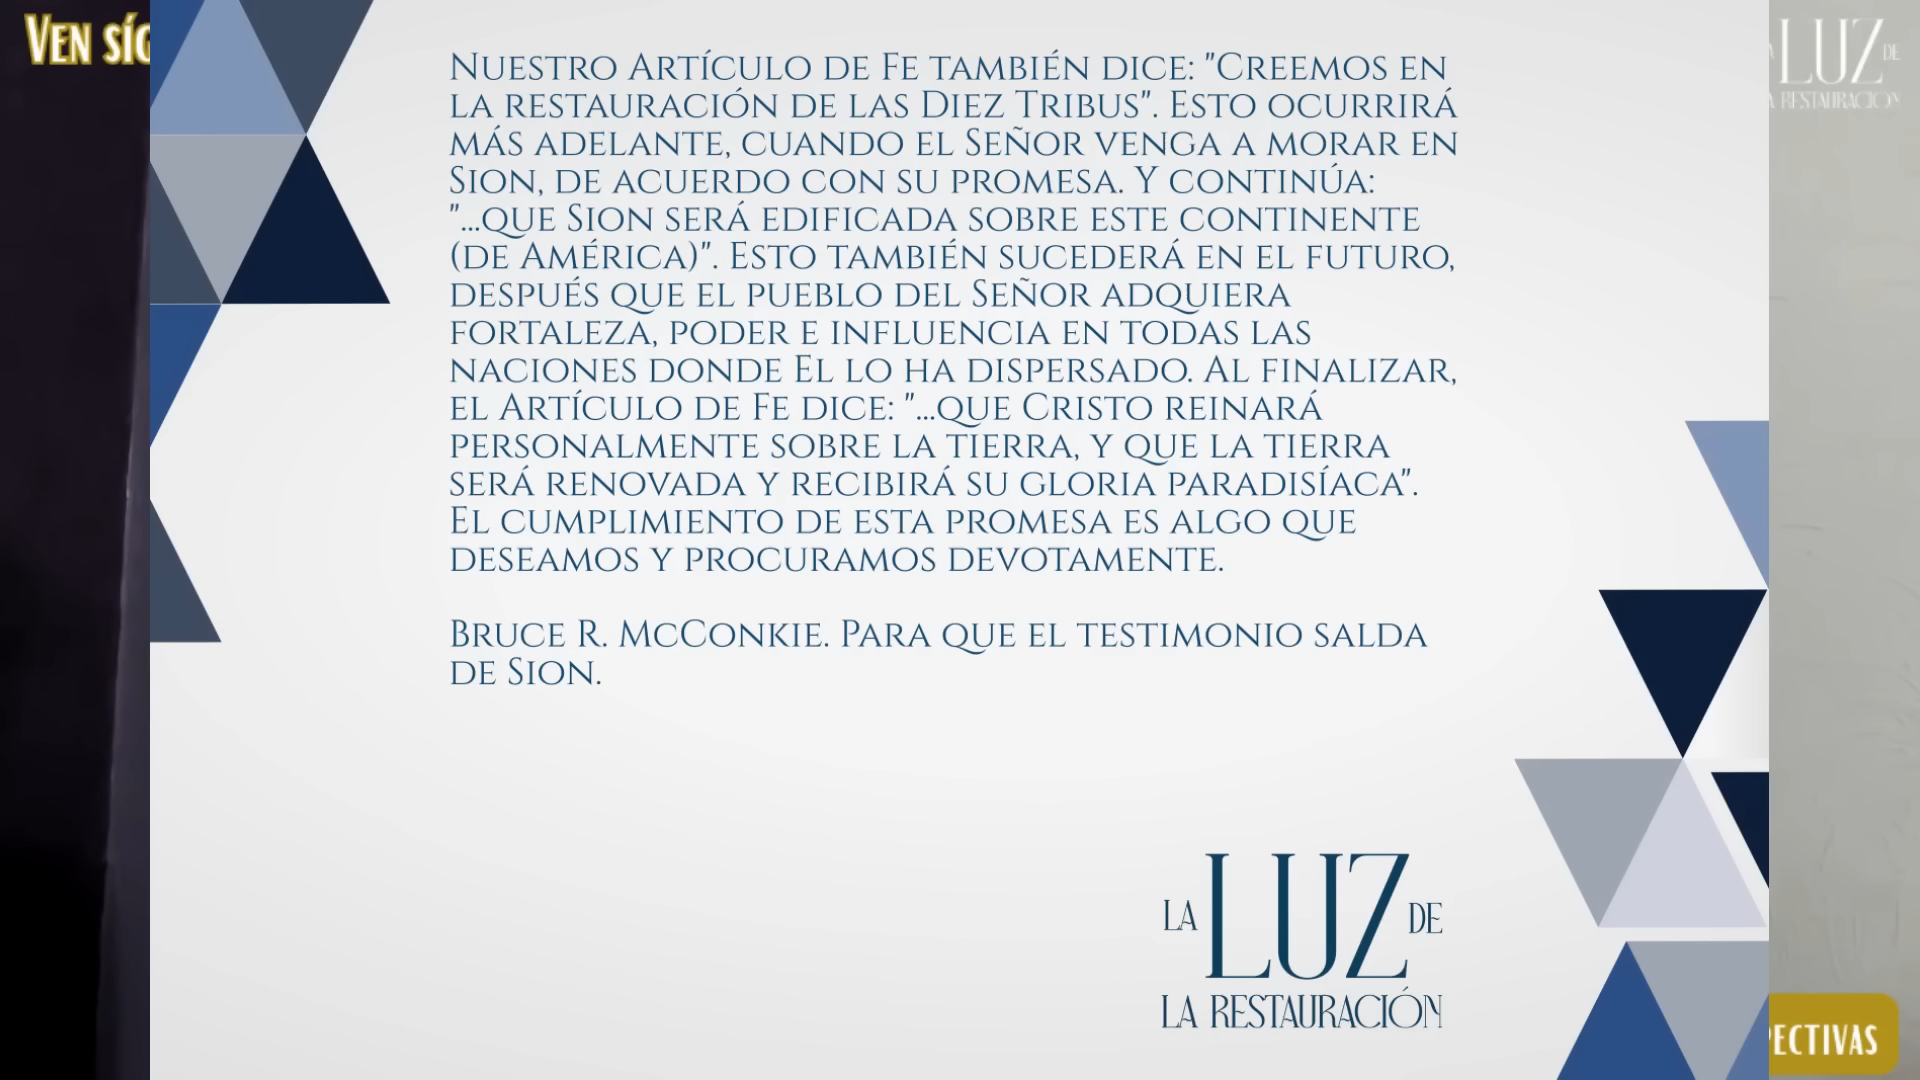 VEN SÍG
NUESTRO ARTÍCULO DE FE TAMBIÉN DICE: "CREEMOS EN
LA RESTAURACIÓN DE LAS DIEZ TRIBUS". ESTO OCURRIRÁ
MÁS ADELANTE, CUANDO EL SEÑOR VENGA A MORAR EN
SION, DE ACUERDO CON SU PROMESA. Y CONTINÚA:
"...QUE SION SERÁ EDIFICADA SOBRE ESTE CONTINENTE
(DE AMÉRICA)". ESTO TAMBIÉN SUCEDERÁ EN EL FUTURO,
DESPUÉS QUE EL PUEBLO DEL SEÑOR ADQUIERA
FORTALEZA, PODER E INFLUENCIA EN TODAS LAS
NACIONES DONDE EL LO HA DISPERSADO. AL FINALIZAR,
EL ARTÍCULO DE FE DICE: "...QUE CRISTO REINARÁ
PERSONALMENTE SOBRE LA TIERRA, Y QUE LA TIERRA
SERÁ RENOVADA Y RECIBIRÁ SU GLORIA PARADISÍACA".
EL CUMPLIMIENTO DE ESTA PROMESA ES ALGO QUE
DESEAMOS Y PROCURAMOS DEVOTAMENTE.
BRUCE R. MCCONKIE. PARA QUE EL TESTIMONIO SALDA
DE SION.
LA LUZ DE
LA RESTAURACIÓN
A LUZ DE
A RESTAURACIÓN
PECTIVAS